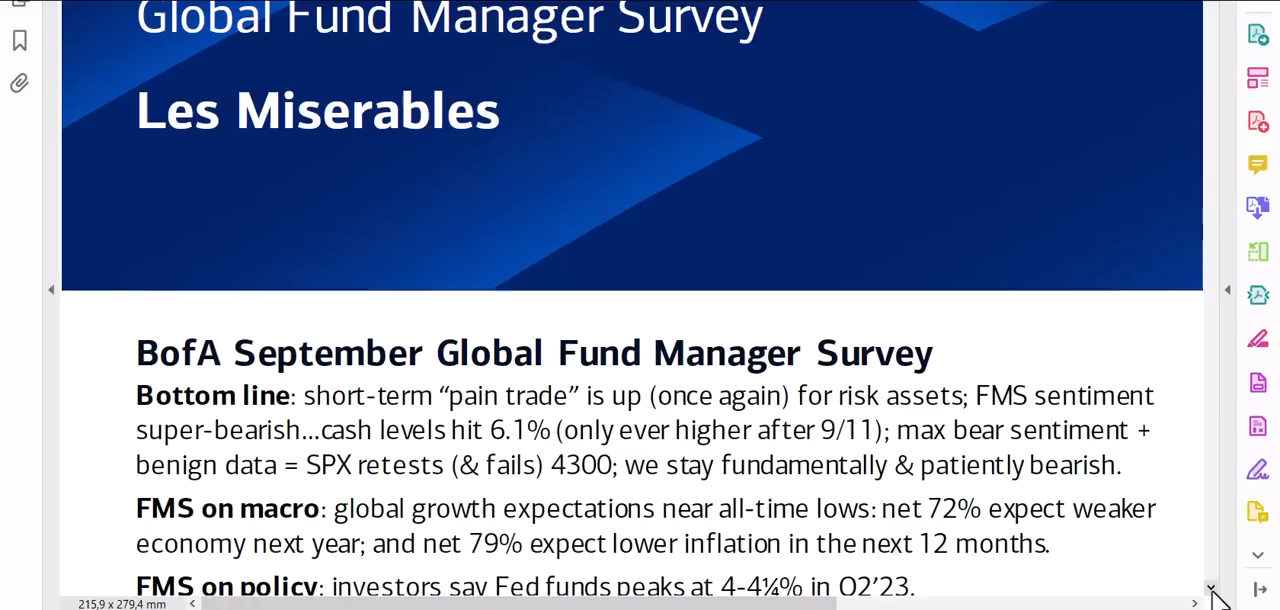 Global Fund Manager Survey
Les Miserables
BofA September Global Fund Manager Survey
Bottom line: short-term “pain trade” is up (once again) for risk assets; FMS sentiment
super-bearish...cash levels hit 6.1% (only ever higher after 9/11); max bear sentiment +
benign data = SPX retests (& fails) 4300; we stay fundamentally & patiently bearish.
FMS on macro: global growth expectations near all-time lows: net 72% expect weaker
economy next year; and net 79% expect lower inflation in the next 12 months.
FMS on policy: investors say Fed funds peaks at 4-4¼% in Q2’23.
215,9 x 279,4 mm